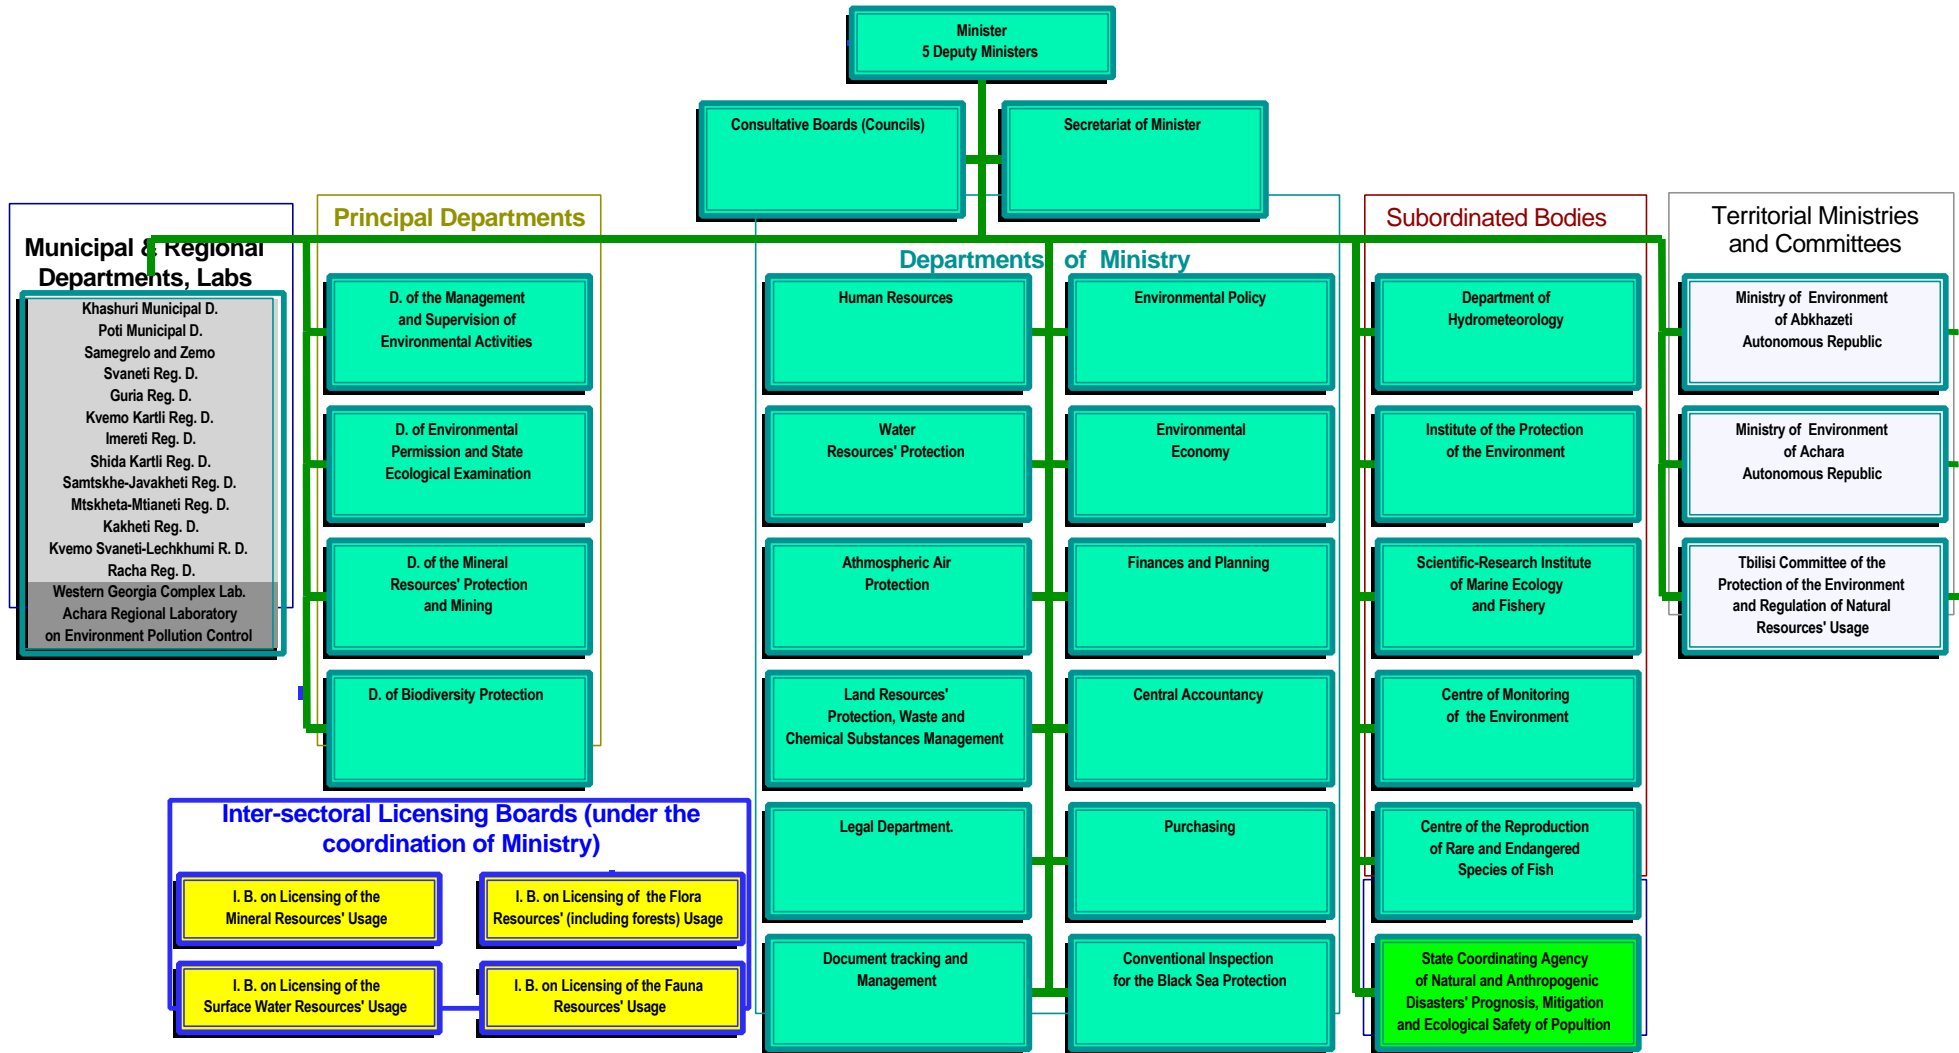 Minister
5 Deputy Ministers
Consultative Boards (Councils)
Secretariat of Minister
Municipal & Regional
Departments, Labs
Khashuri Municipal D.
Poti Municipal D.
Samegrelo and Zemo
Svaneti Reg. D.
Guria Reg. D.
Kvemo Kartli Reg. D.
Imereti Reg. D.
Shida Kartli Reg. D.
Samtskhe-Javakheti Reg. D.
Mtskheta-Mtianeti Reg. D.
Kakheti Reg. D.
Kvemo Svaneti-Lechkhumi R. D.
Racha Reg. D.
Western Georgia Complex Lab.
Achara Regional Laboratory
on Environment Pollution Control
Principal Departments
D. of the Management
and Supervision of
Environmental Activities
D. of Environmental
Permission and State
Ecological Examination
D. of the Mineral
Resources' Protection
and Mining
D. of Biodiversity Protection
Inter-sectoral Licensing Boards (under the
coordination of Ministry)
I. B. on Licensing of the
Mineral Resources' Usage
I. B. on Licensing of the Flora
Resources' (including forests) Usage
I. B. on Licensing of the
Surface Water Resources' Usage
I. B. on Licensing of the Fauna
Resources' Usage
Departments of Ministry
Human Resources
Environmental Policy
Water
Resources' Protection
Environmental
Economy
Athmospheric Air
Protection
Finances and Planning
Land Resources'
Protection, Waste and
Chemical Substances Management
Central Accountancy
Legal Department.
Purchasing
Document tracking and
Management
Conventional Inspection
for the Black Sea Protection
Subordinated Bodies
Department of
Hydrometeorology
Institute of the Protection
of the Environment
Scientific-Research Institute
of Marine Ecology
and Fishery
Centre of Monitoring
of the Environment
Centre of the Reproduction
of Rare and Endangered
Species of Fish
State Coordinating Agency
of Natural and Anthropogenic
Disasters' Prognosis, Mitigation
and Ecological Safety of Popultion
Territorial Ministries
and Committees
Ministry of Environment
of Abkhazeti
Autonomous Republic
Ministry of Environment
of Achara
Autonomous Republic
Tbilisi Committee of the
Protection of the Environment
and Regulation of Natural
Resources' Usage